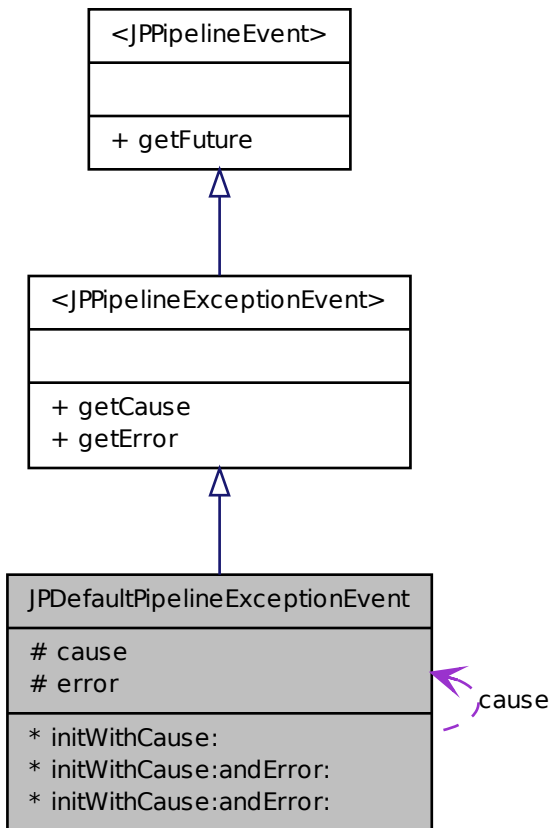 <JPPipelineEvent>
+ getFuture
<JPPipelineExceptionEvent>
+ getCause
+ getError
JPDefaultPipelineExceptionEvent
# cause
# error
cause
* initWithCause:
* initWithCause:andError:
* initWithCause:andError: